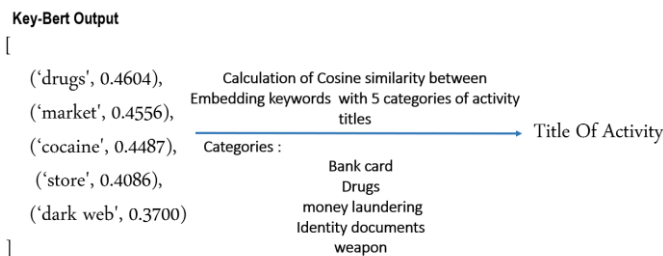 Key-Bert Output
[
(‘drugs', 0.4604),
(‘market', 0.4556),
(‘cocaine', 0.4487),
(‘store', 0.4086),
(‘dark web', 0.3700)
]
Calculation of Cosine similarity between
Embedding keywords with 5 categories of activity
titles
Categories :
Bank card
Drugs
money laundering
Identity documents
weapon
Title Of Activity